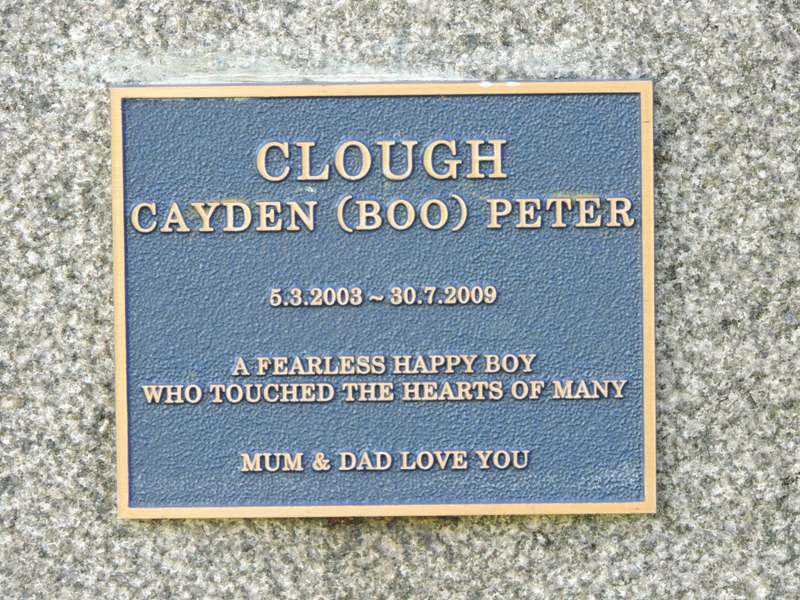 CLOUGH
CAYDEN (BOO) PETER
5.3.2003 ~ 30.7.2009
A FEARLESS HAPPY BOY
WHO TOUCHED THE HEARTS OF MANY
MUM & DAD LOVE YOU